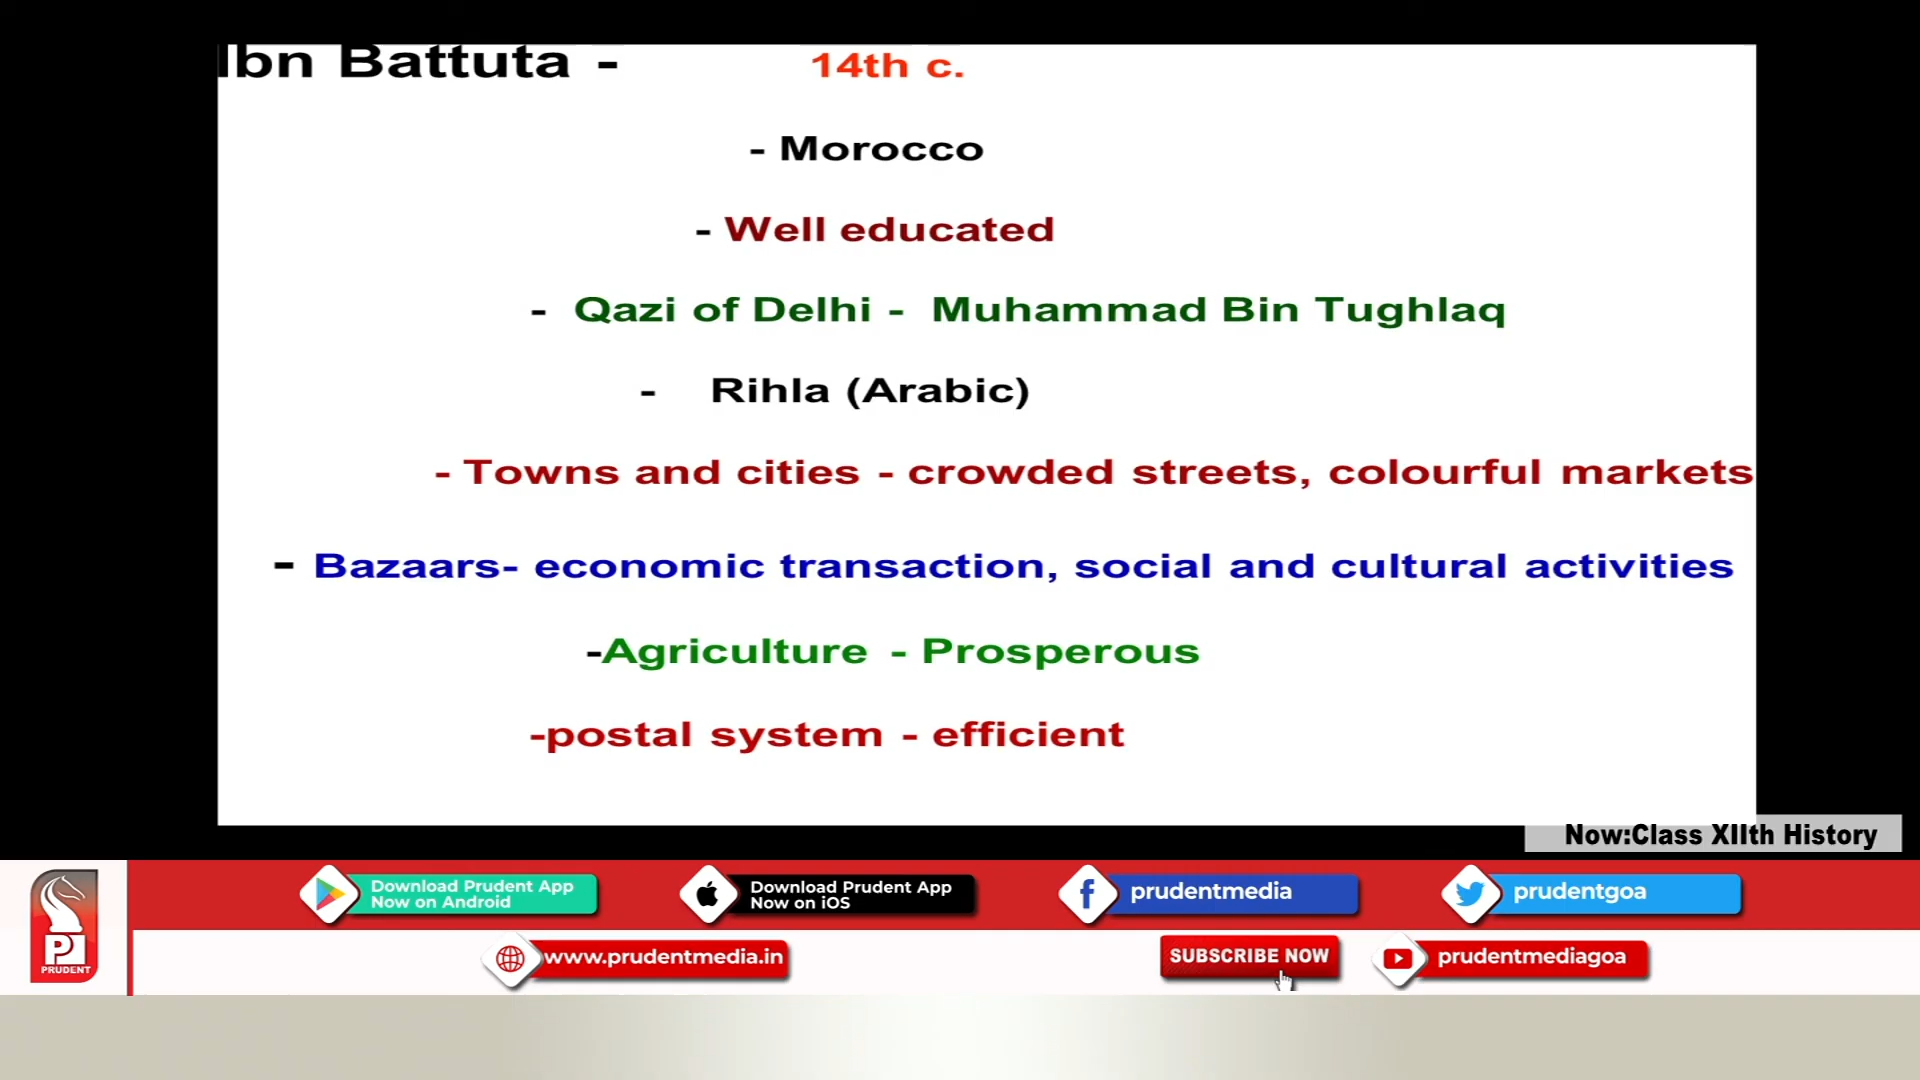 Ibn Battuta - 14th c.
- Morocco
- Well educated
- Qazi of Delhi - Muhammad Bin Tughlaq
- Rihla (Arabic)
- Towns and cities - crowded streets, colourful markets
- Bazaars- economic transaction, social and cultural activities
-Agriculture - Prosperous
-postal system - efficient
Now:Class XIIth History
Download Prudent App
Now on Android
Download Prudent App
Now on iOS
prudentmedia
prudentgoa
PRUDENT
www.prudentmedia.in
SUBSCRIBE NOW
prudentmediagoa